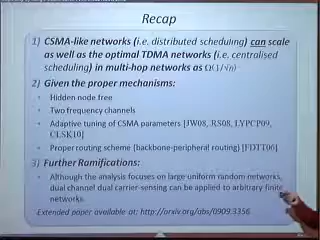 Recap
1) CSMA-like networks (i.e. distributed scheduling) can scale
as well as the optimal TDMA networks (i.e. centralised
scheduling) in multi-hop networks as Ω(1/√n)
2) Given the proper mechanisms:
• Hidden node free
• Two frequency channels
• Adaptive tuning of CSMA parameters [JW08, RS08, LYPCP09,
CLSK10]
• Proper routing scheme (backbone-peripheral routing) [FDTT06]
3) Further Ramifications:
• Although the analysis focuses on large uniform random networks,
dual channel dual carrier-sensing can be applied to arbitrary finite
networks.
Extended paper available at: http://arxiv.org/abs/0909.3356